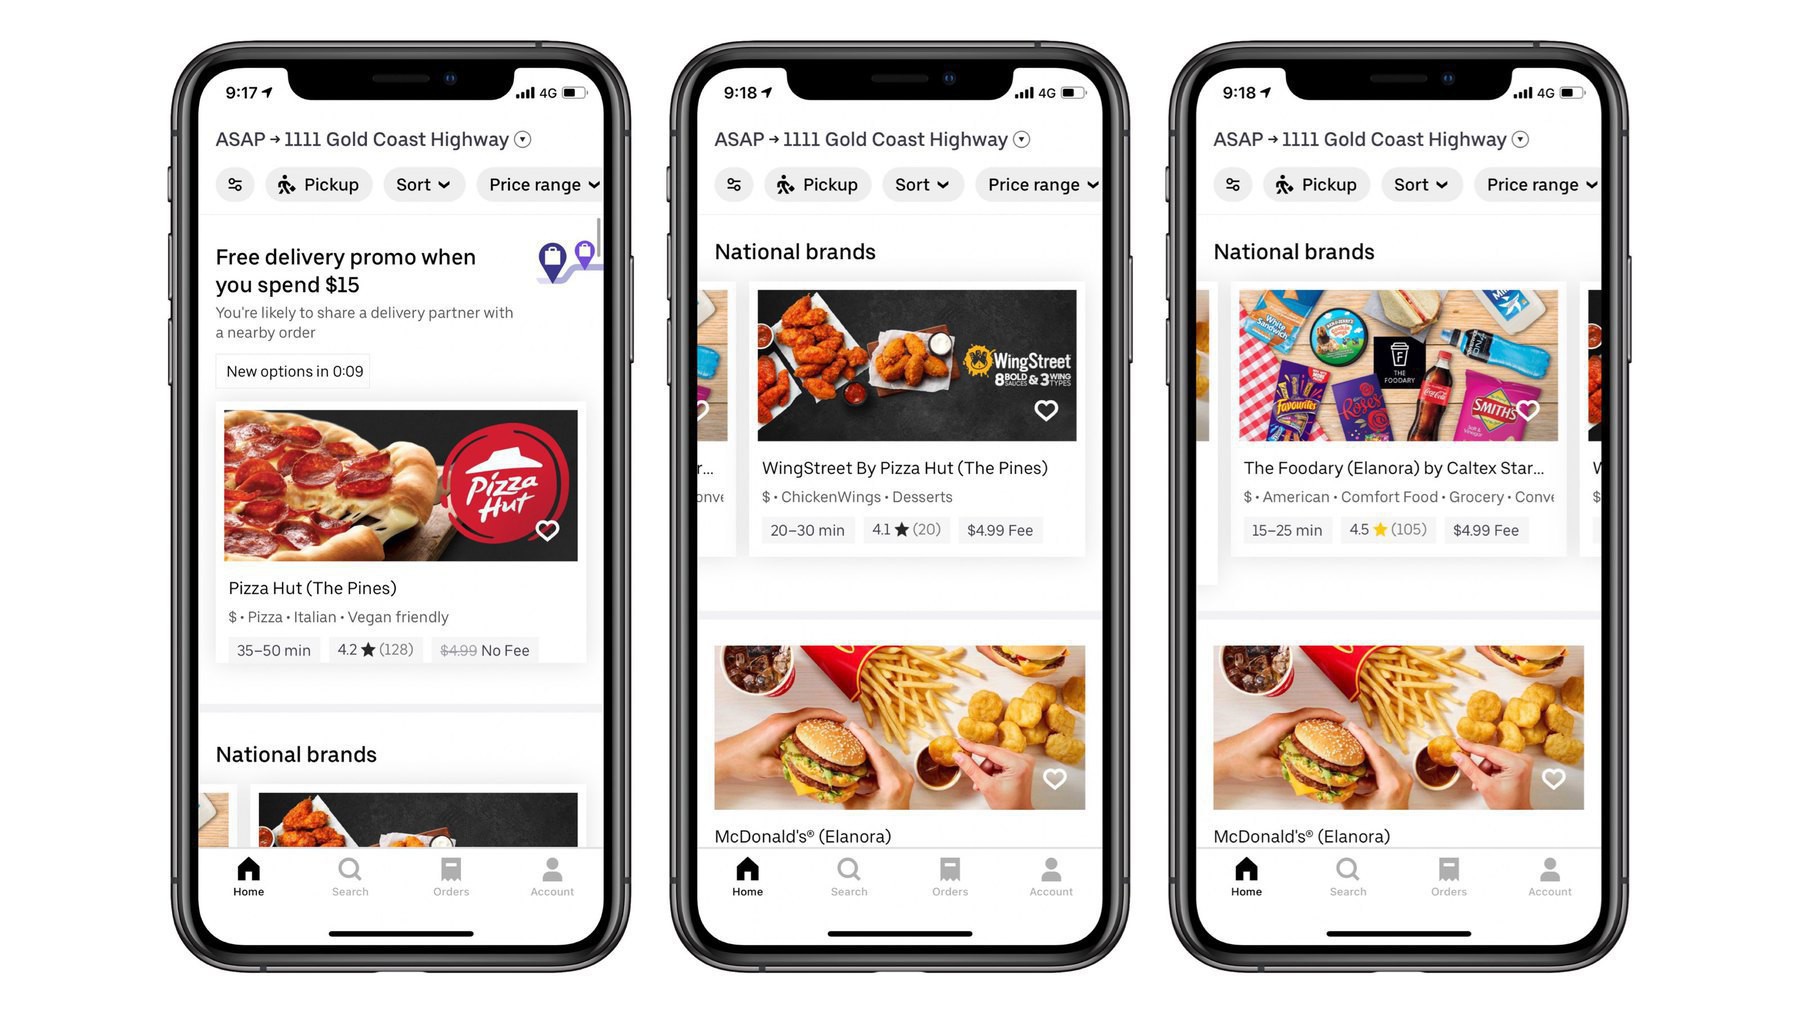 9:17
4G
ASAP → 1111 Gold Coast Highway
Pickup
Sort
Price range
Free delivery promo when
you spend $15
You're likely to share a delivery partner with
a nearby order
New options in 0:09
Pizza
Hut
Pizza Hut (The Pines)
$ • Pizza • Italian • Vegan friendly
35–50 min
4.2 ★ (128)
$4.99 No Fee
National brands
Home
Search
Orders
Account
9:18
4G
ASAP → 1111 Gold Coast Highway
Pickup
Sort
Price range
National brands
WingStreet
8 BOLD SAUCES & 3 WING TYPES
r...
WingStreet By Pizza Hut (The Pines)
onve
$ • ChickenWings • Desserts
20–30 min
4.1 ★ (20)
$4.99 Fee
McDonald's® (Elanora)
Home
Search
Orders
Account
9:18
4G
ASAP → 1111 Gold Coast Highway
Pickup
Sort
Price range
National brands
White
Sandwich
THE
FOODARY
Favourites
Roses
Coca-Cola
SMITH'S
The Foodary (Elanora) by Caltex Star...
$ • American • Comfort Food • Grocery • Conve
15–25 min
4.5 ★ (105)
$4.99 Fee
McDonald's® (Elanora)
Home
Search
Orders
Account